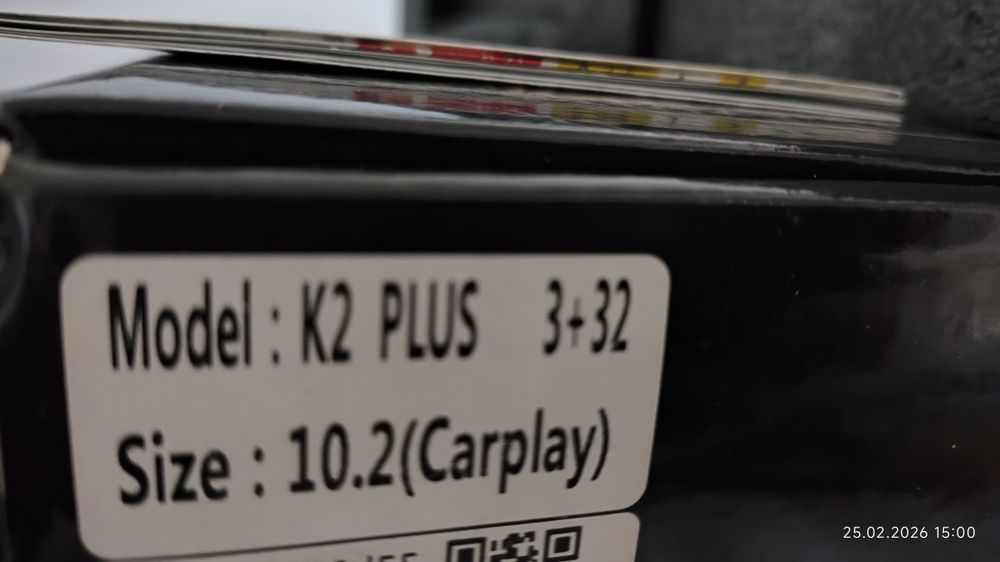 Model : K2 PLUS 3+32
Size : 10.2(Carplay)
25.02.2026 15:00